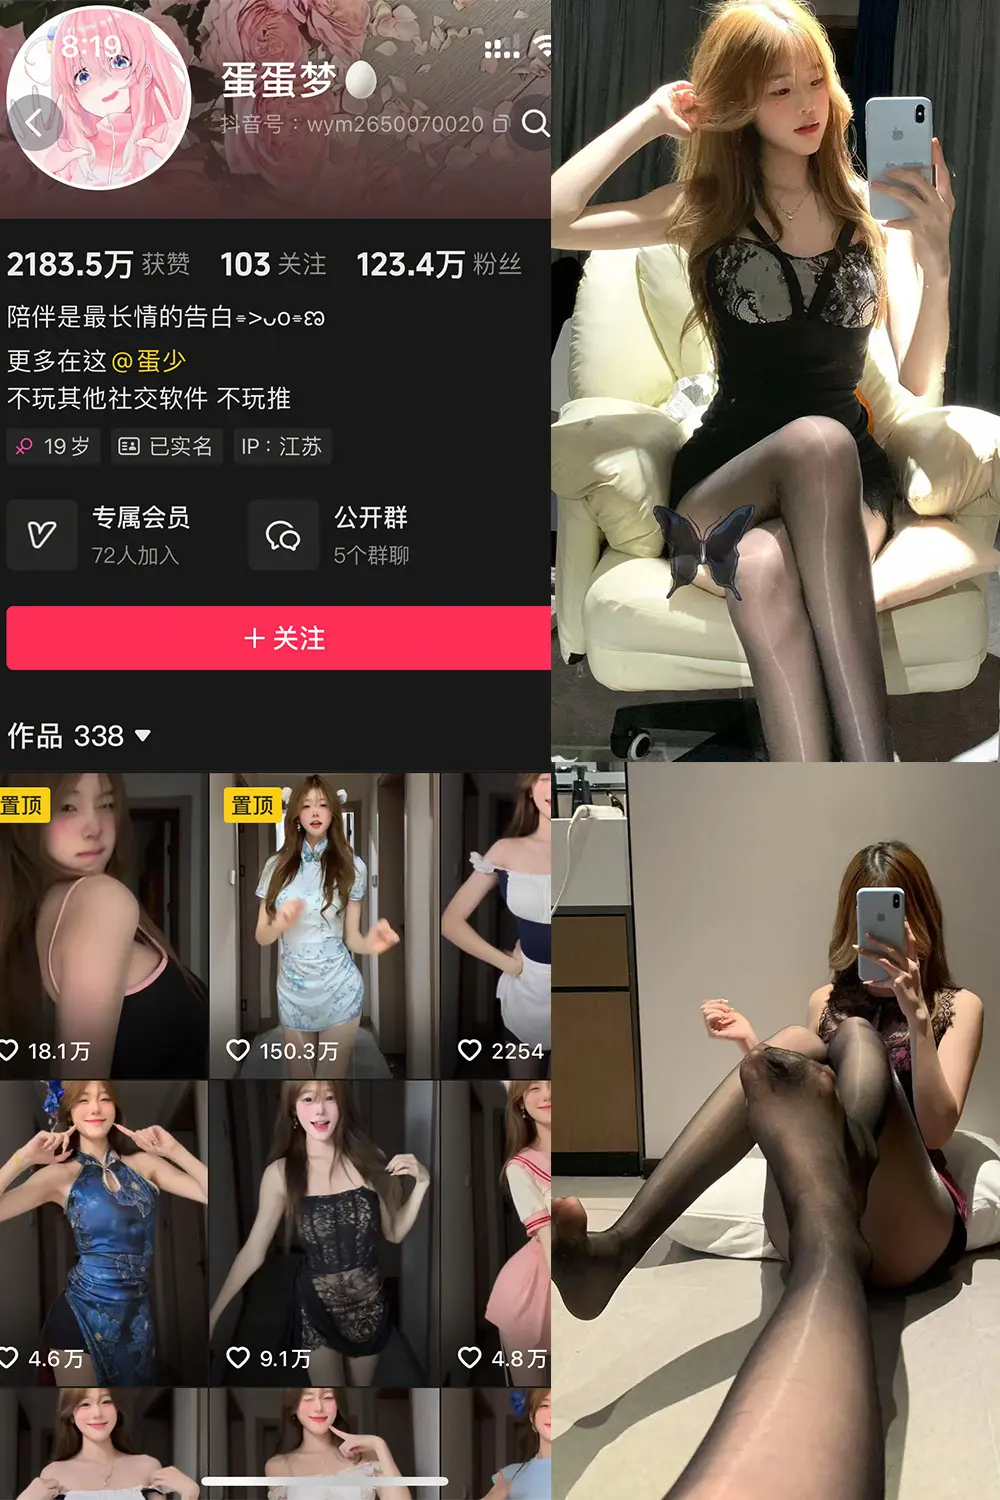 8:19
蛋蛋梦
抖音号：wym2650070020
2183.5万 获赞 103 关注 123.4万 粉丝
陪伴是最长情的告白
更多在这 @蛋少
不玩其他社交软件 不玩推
♀ 19岁 已实名 IP：江苏
专属会员 公开群
72人加入 5个群聊
+ 关注
作品 338
置顶 置顶
18.1万 150.3万 2254
4.6万 9.1万 4.8万